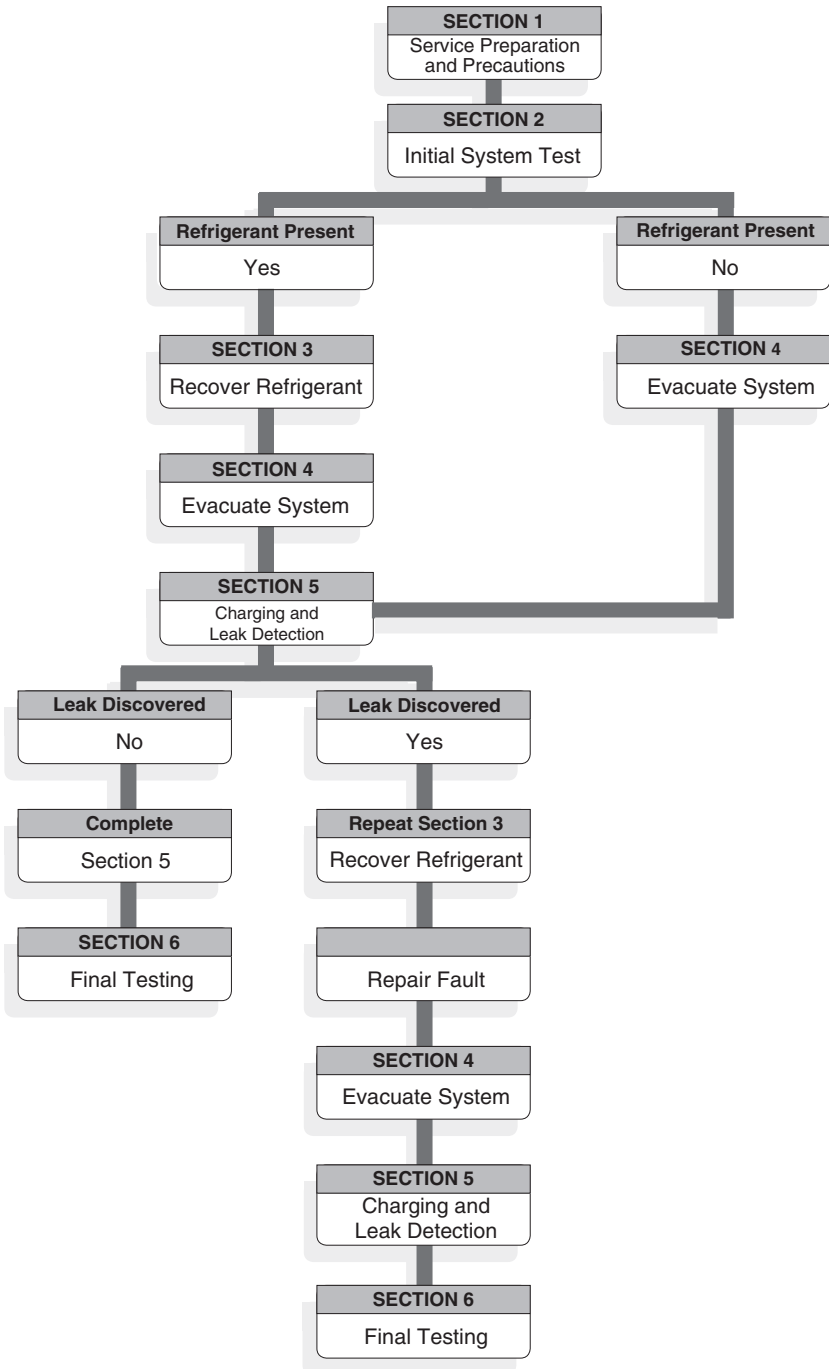 SECTION 1
Service Preparation
and Precautions
SECTION 2
Initial System Test
Refrigerant Present
Yes
Refrigerant Present
No
SECTION 3
Recover Refrigerant
SECTION 4
Evacuate System
SECTION 4
Evacuate System
SECTION 5
Charging and
Leak Detection
Leak Discovered
No
Leak Discovered
Yes
Complete
Section 5
Repeat Section 3
Recover Refrigerant
SECTION 6
Final Testing
Repair Fault
SECTION 4
Evacuate System
SECTION 5
Charging and
Leak Detection
SECTION 6
Final Testing